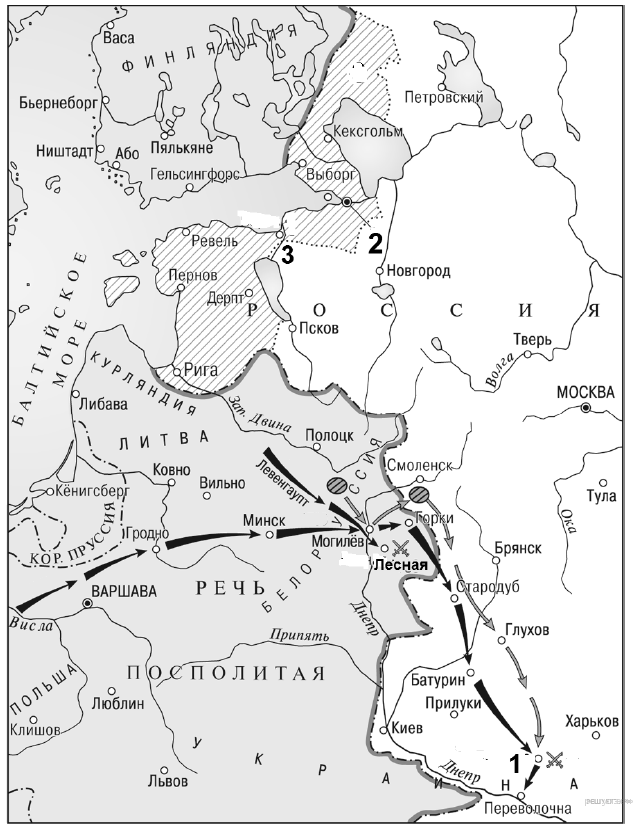 Васа
ФИНЛЯНДИЯ
Бьернеборг
Петровский
Кексгольм
Ништадт
Або
Пялькяне
Гельсингфорс
Выборг
2
Ревель
3
Пернов
Новгород
Дерпт
РОССИЯ
Псков
БАЛТИЙСКОЕ
МОРЕ
Тверь
Волга
Рига
КУРЛЯНДИЯ
МОСКВА
Либава
Зап. Двина
ЛИТВА
Полоцк
Смоленск
Ковно
Левенгаупт
Вильно
Кёнигсберг
Тула
Ока
Минск
Горки
Гродно
Могилёв
КОР. ПРУССИЯ
БЕЛОРУССИЯ
Лесная
Брянск
ВАРШАВА
РЕЧЬ
Стародуб
Висла
Днепр
Глухов
Припять
ПОСПОЛИТАЯ
ПОЛЬША
Батурин
Люблин
Прилуки
Клишов
Киев
Харьков
УКРАИНА
1
Львов
Днепр
Переволочна